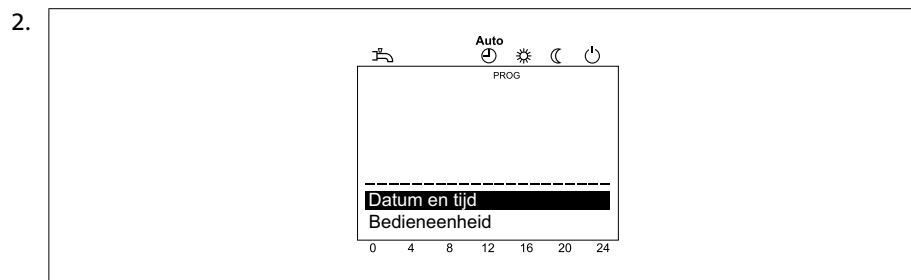 2.
Auto
PROG
Datum en tijd
Bedieneenheid
0 4 8 12 16 20 24